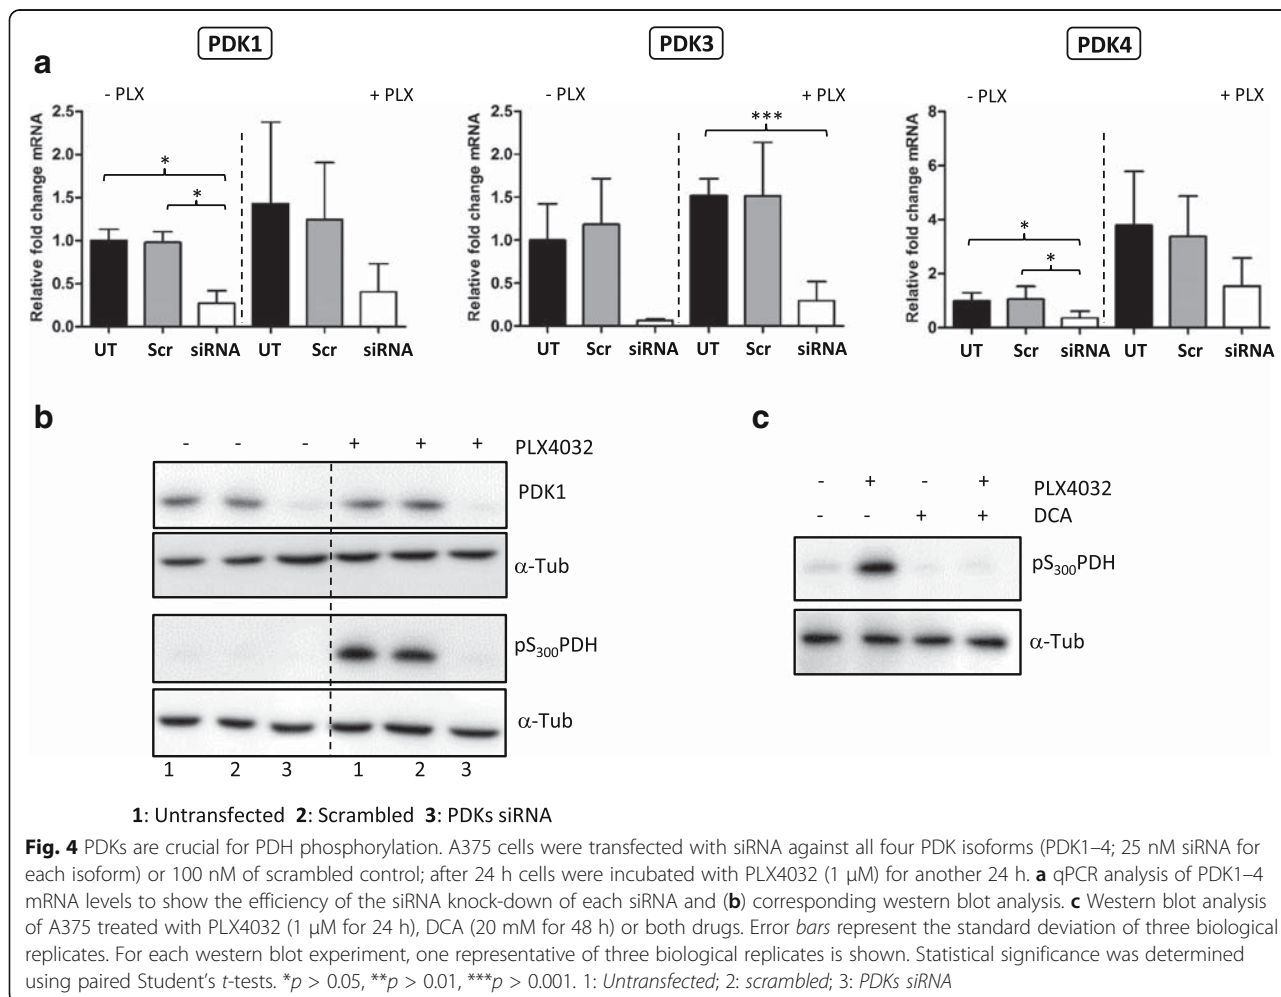 PDK1 PDK3 PDK4
a
- PLX + PLX - PLX + PLX - PLX + PLX
Relative fold change mRNA
2.5
2.0
1.5
1.0
0.5
0.0
*
*
UT Scr siRNA UT Scr siRNA
Relative fold change mRNA
2.5
2.0
1.5
1.0
0.5
0.0
***
UT Scr siRNA UT Scr siRNA
Relative fold change mRNA
8
6
4
2
0
*
*
UT Scr siRNA UT Scr siRNA
b
- - - + + + PLX4032
PDK1
α-Tub
pS300PDH
α-Tub
1 2 3 1 2 3
1: Untransfected 2: Scrambled 3: PDKs siRNA
c
- + - + PLX4032
- - + + DCA
pS300PDH
α-Tub
Fig. 4 PDKs are crucial for PDH phosphorylation. A375 cells were transfected with siRNA against all four PDK isoforms (PDK1–4; 25 nM siRNA for
each isoform) or 100 nM of scrambled control; after 24 h cells were incubated with PLX4032 (1 μM) for another 24 h. a qPCR analysis of PDK1–4
mRNA levels to show the efficiency of the siRNA knock-down of each siRNA and (b) corresponding western blot analysis. c Western blot analysis
of A375 treated with PLX4032 (1 μM for 24 h), DCA (20 mM for 48 h) or both drugs. Error bars represent the standard deviation of three biological
replicates. For each western blot experiment, one representative of three biological replicates is shown. Statistical significance was determined
using paired Student's t-tests. *p > 0.05, **p > 0.01, ***p > 0.001. 1: Untransfected; 2: scrambled; 3: PDKs siRNA